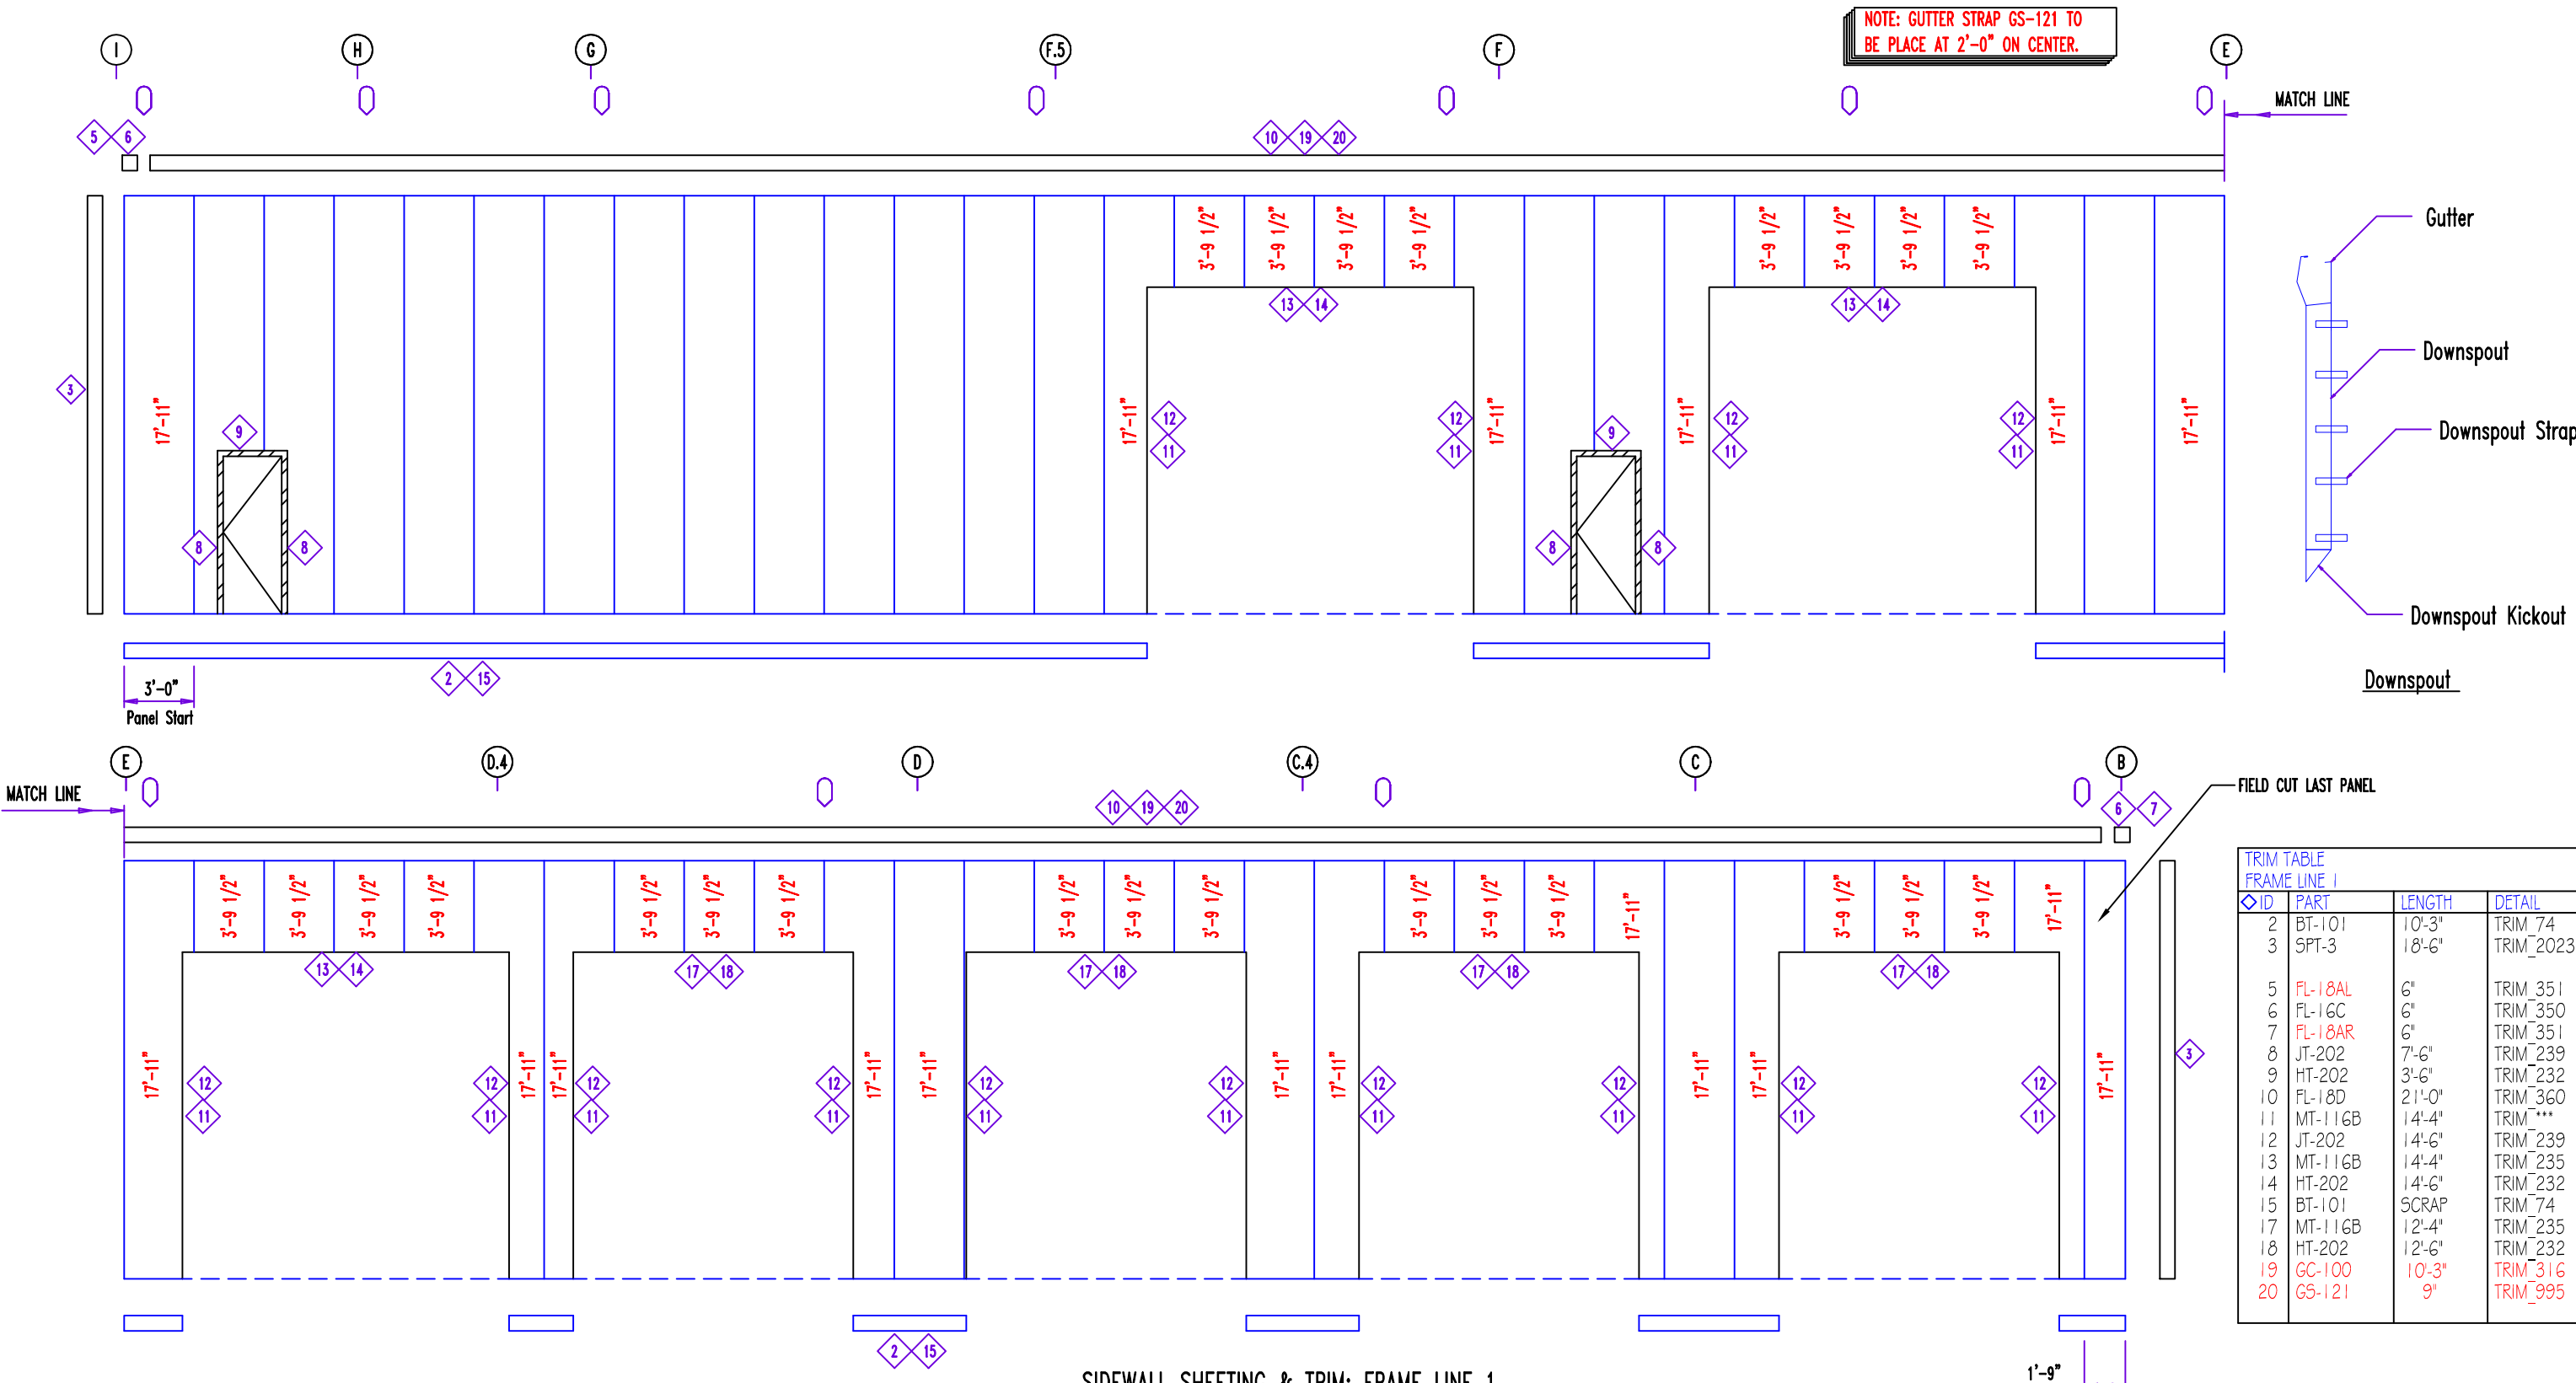 NOTE: GUTTER STRAP GS-121 TO
BE PLACE AT 2'-0" ON CENTER.
I H G F.5 F E
MATCH LINE
5 6 10 19 20
3'-9 1/2" 3'-9 1/2" 3'-9 1/2" 3'-9 1/2" 3'-9 1/2" 3'-9 1/2" 3'-9 1/2" 3'-9 1/2"
Gutter
13 14 13 14
Downspout
3
17'-11" 17'-11" 17'-11" 17'-11" 17'-11" 17'-11"
9 12 12 9 12 12
11 11 11 11
Downspout Strap
8 8 8 8
Downspout Kickout
2 15
3'-0"
Panel Start
Downspout
E D.4 D C.4 C B
MATCH LINE
10 19 20 6 7
FIELD CUT LAST PANEL
3'-9 1/2" 3'-9 1/2" 3'-9 1/2" 3'-9 1/2" 3'-9 1/2" 3'-9 1/2" 3'-9 1/2" 3'-9 1/2" 3'-9 1/2" 3'-9 1/2" 3'-9 1/2" 3'-9 1/2" 3'-9 1/2" 17'-11" 3'-9 1/2" 3'-9 1/2" 3'-9 1/2" 17'-11"
13 14 17 18 17 18 17 18 17 18
17'-11" 17'-11" 17'-11" 17'-11" 17'-11" 17'-11" 17'-11" 17'-11" 17'-11" 17'-11"
12 12 12 12 12 12 12 12 12 12
11 11 11 11 11 11 11 11 11
3
2 15
1'-9"
SIDEWALL SHEETING & TRIM: FRAME LINE 1
TRIM TABLE
FRAME LINE 1
ID PART LENGTH DETAIL
2 BT-101 10'-3" TRIM_74
3 SPT-3 18'-6" TRIM_2023
5 FL-18AL 6" TRIM_351
6 FL-16C 6" TRIM_350
7 FL-18AR 6" TRIM_351
8 JT-202 7'-6" TRIM_239
9 HT-202 3'-6" TRIM_232
10 FL-18D 21'-0" TRIM_360
11 MT-116B 14'-4" TRIM_***
12 JT-202 14'-6" TRIM_239
13 MT-116B 14'-4" TRIM_235
14 HT-202 14'-6" TRIM_232
15 BT-101 SCRAP TRIM_74
17 MT-116B 12'-4" TRIM_235
18 HT-202 12'-6" TRIM_232
19 GC-100 10'-3" TRIM_316
20 GS-121 9" TRIM_995